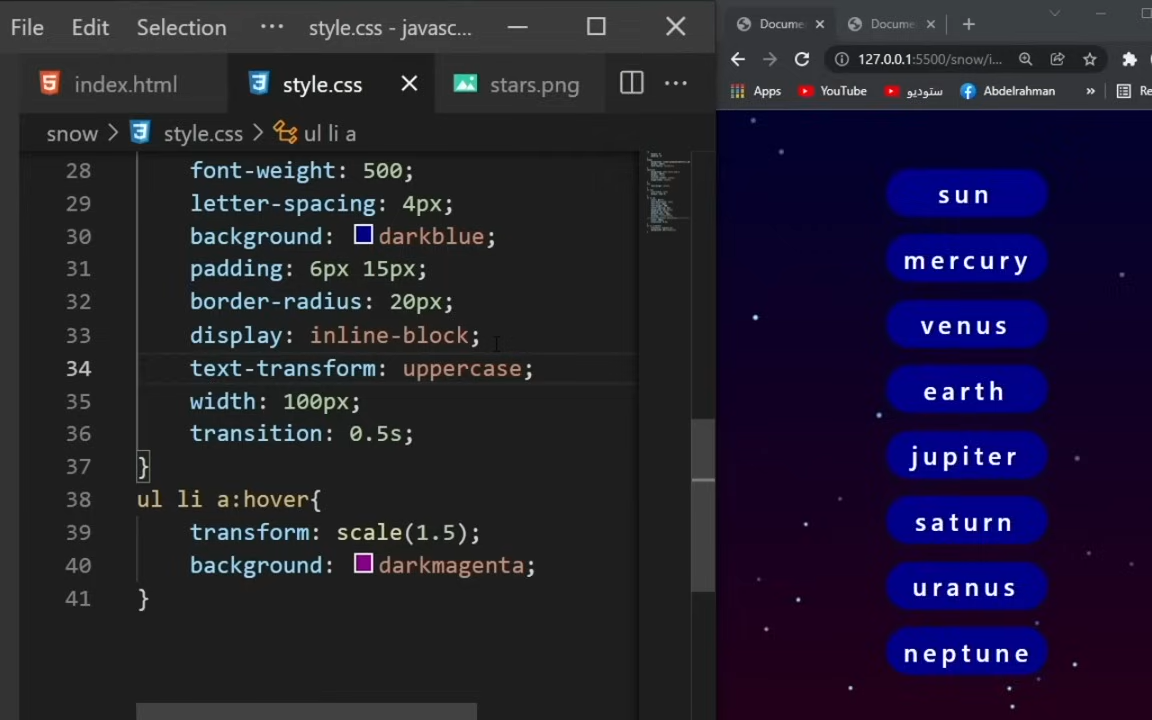 File Edit Selection ··· style.css - javasc...
index.html style.css stars.png ···
snow > style.css > ul li a
28 font-weight: 500;
29 letter-spacing: 4px;
30 background: darkblue;
31 padding: 6px 15px;
32 border-radius: 20px;
33 display: inline-block;
34 text-transform: uppercase;
35 width: 100px;
36 transition: 0.5s;
37 }
38 ul li a:hover{
39 transform: scale(1.5);
40 background: darkmagenta;
41 }
Docume Docume
127.0.0.1:5500/snow/i...
Apps YouTube ستوديو Abdelrahman » Re
sun
mercury
venus
earth
jupiter
saturn
uranus
neptune